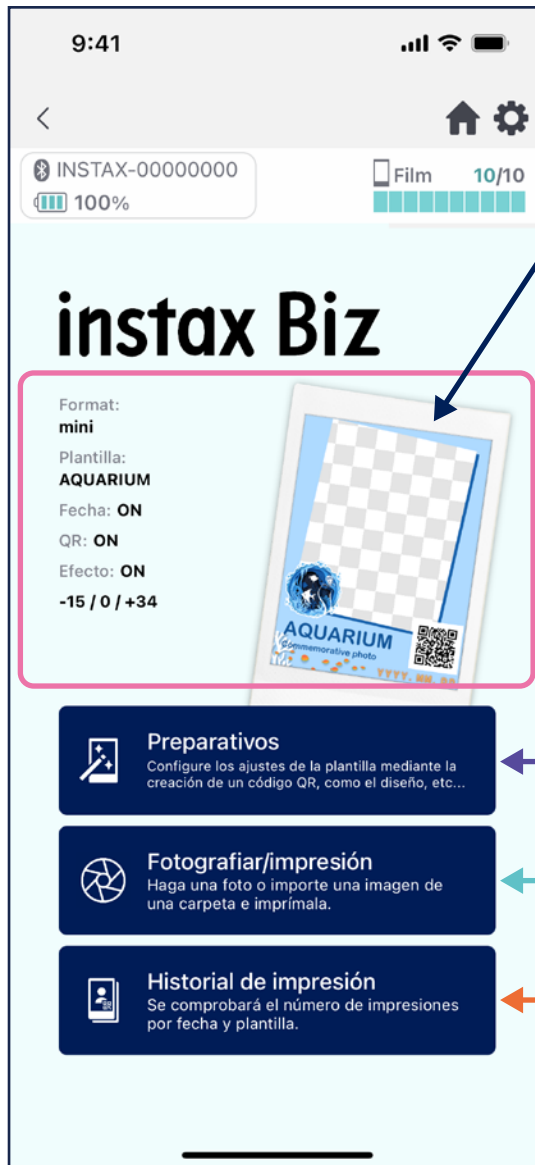 9:41
INSTAX-00000000
100%
Film 10/10
instax Biz
Format:
mini
Plantilla:
AQUARIUM
Fecha: ON
QR: ON
Efecto: ON
-15 / 0 / +34
AQUARIUM
Commemorative photo
YYYY. MM. DD
Preparativos
Configure los ajustes de la plantilla mediante la
creación de un código QR, como el diseño, etc...
Fotografiar/impresión
Haga una foto o importe una imagen de
una carpeta e imprímala.
Historial de impresión
Se comprobará el número de impresiones
por fecha y plantilla.